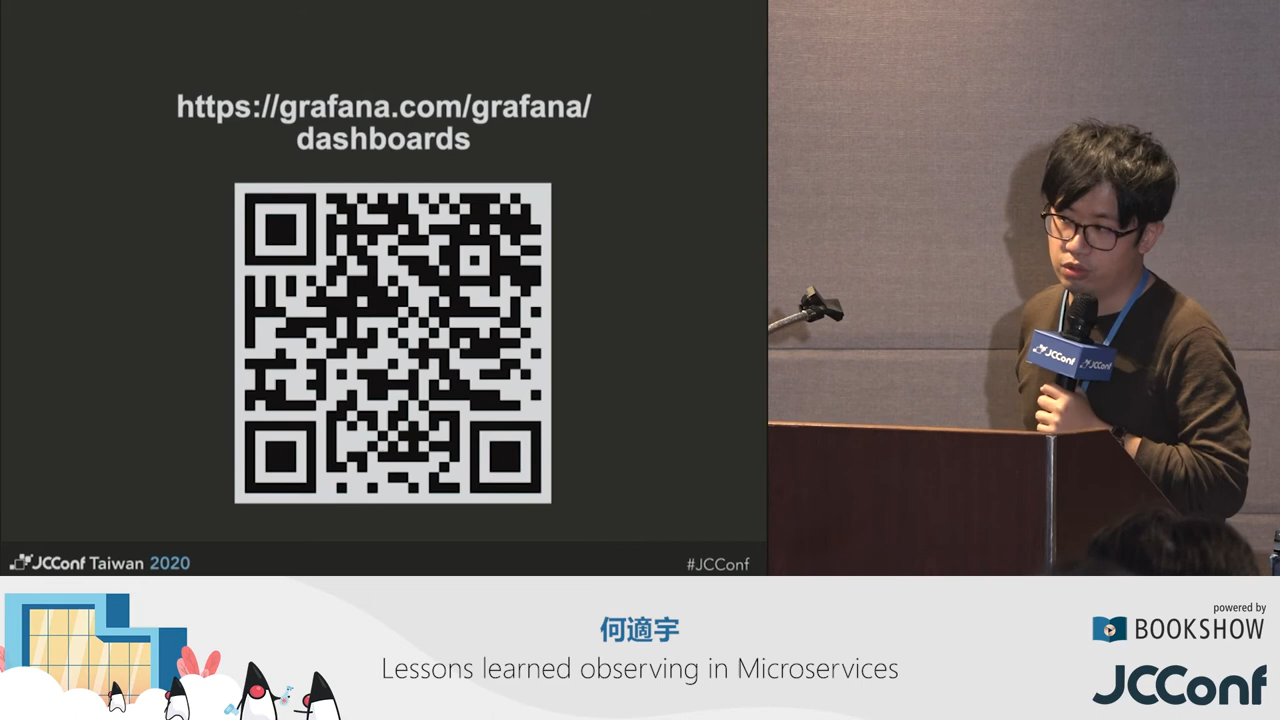 https://grafana.com/grafana/
dashboards
JCConf
JCConf
JCConf Taiwan 2020
#JCConf
何適宇
Lessons learned observing in Microservices
powered by
BOOKSHOW
JCConf